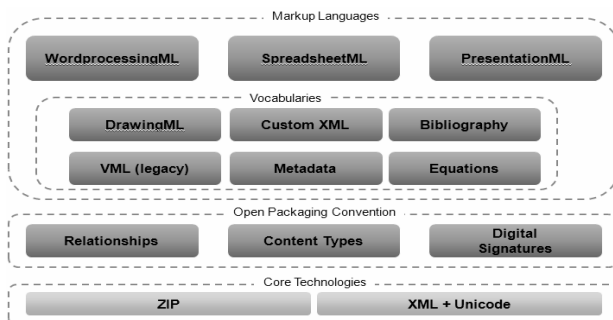 Markup Languages
WordprocessingML
SpreadsheetML
PresentationML
Vocabularies
DrawingML
Custom XML
Bibliography
VML (legacy)
Metadata
Equations
Open Packaging Convention
Relationships
Content Types
Digital
Signatures
Core Technologies
ZIP
XML + Unicode